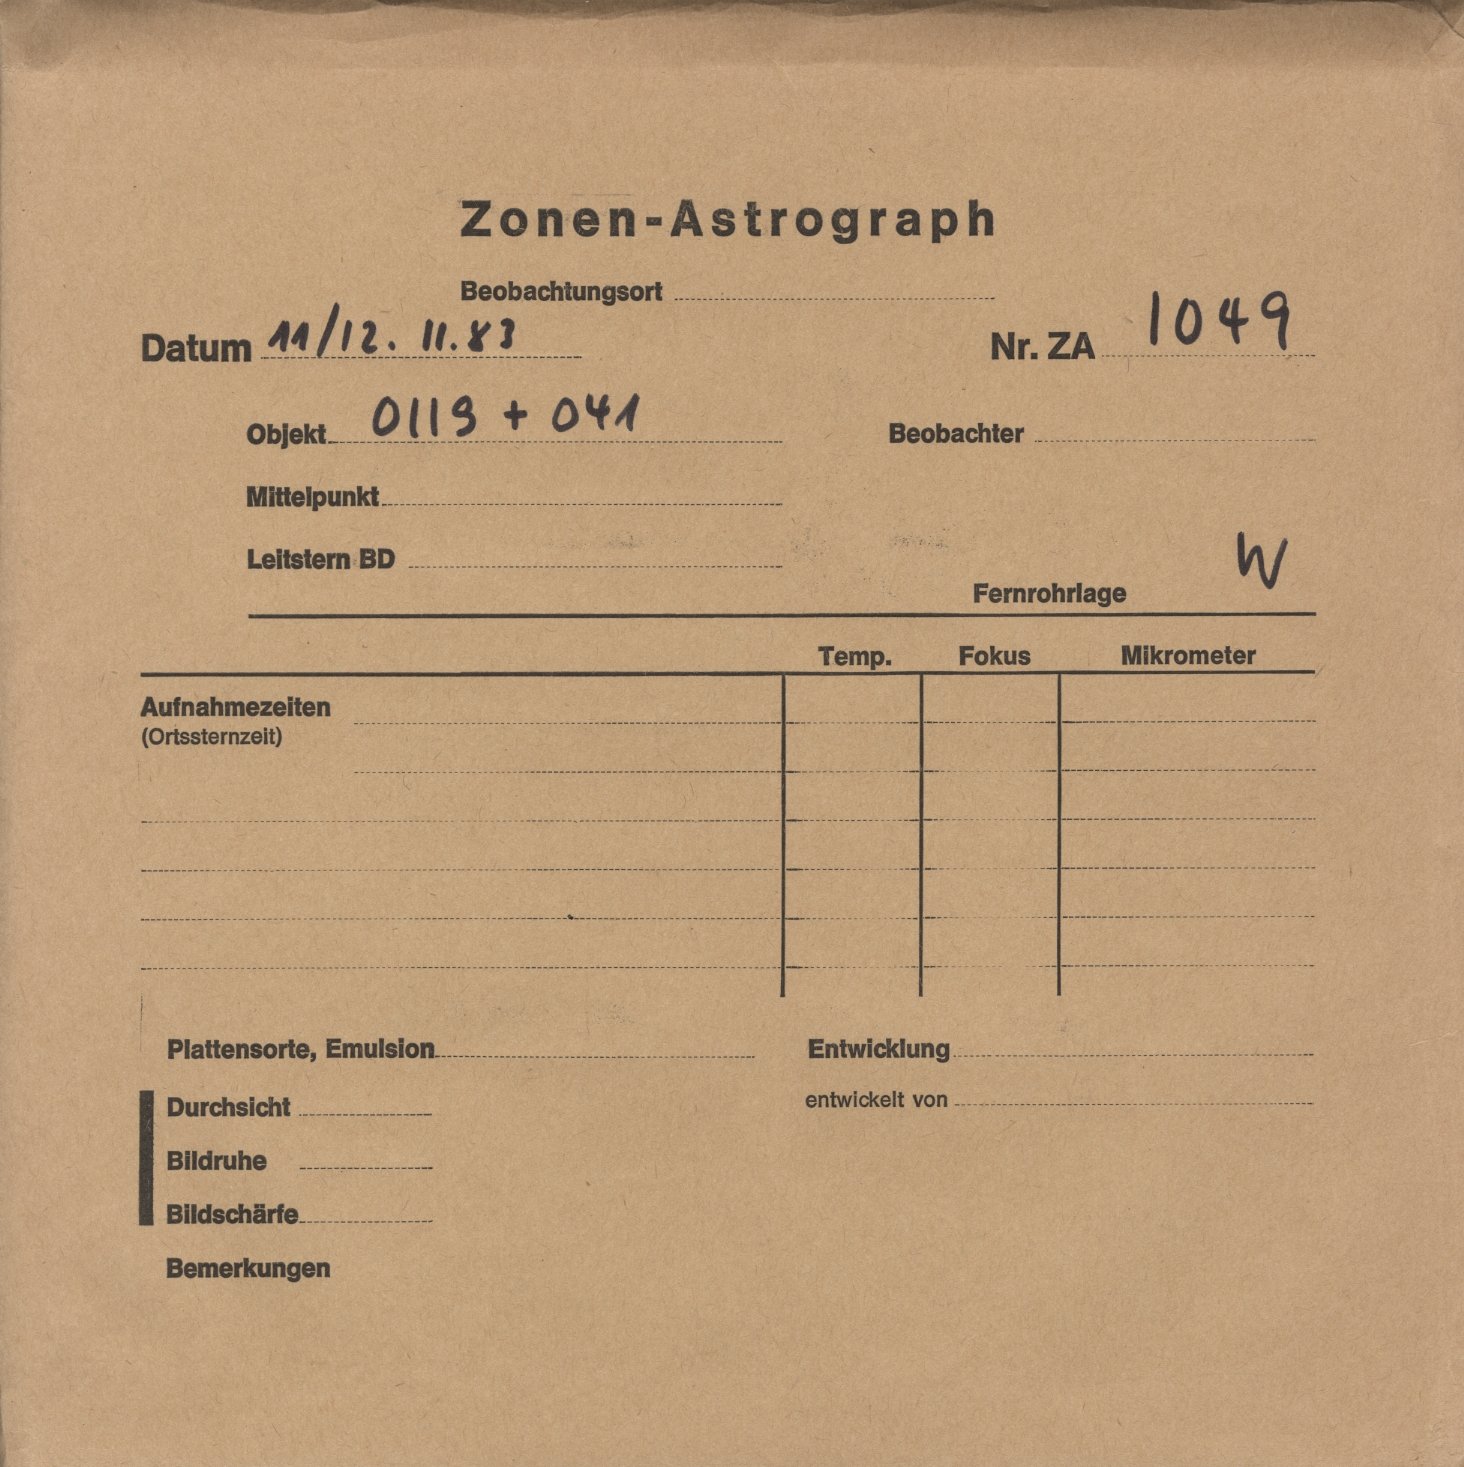 Zonen-Astrograph
Beobachtungsort
Datum 11/12. 11. 83
Nr. ZA 1049
Objekt 0119 + 041
Beobachter
Mittelpunkt
Leitstern BD
Fernrohrlage W
Temp. Fokus Mikrometer
Aufnahmezeiten
(Ortssternzeit)
Plattensorte, Emulsion
Entwicklung
Durchsicht
entwickelt von
Bildruhe
Bildschärfe
Bemerkungen